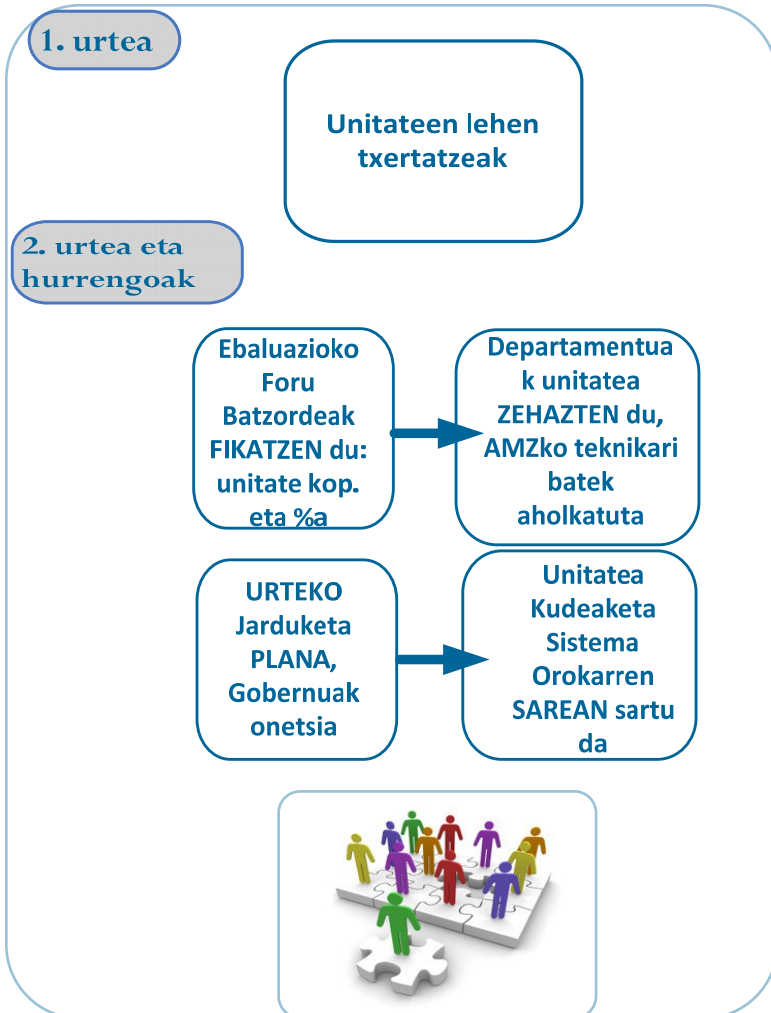 1. urtea
Unitateen lehen
txertatzeak
2. urtea eta
hurrengoak
Ebaluazioko
Foru
Batzordeak
FIKATZEN du:
unitate kop.
eta %a
Departamentua
k unitatea
ZEHAZTEN du,
AMZko teknikari
batek
aholkatuta
URTEKO
Jarduketa
PLANA,
Gobernuak
onetsia
Unitatea
Kudeaketa
Sistema
Orokarren
SAREAN sartu
da